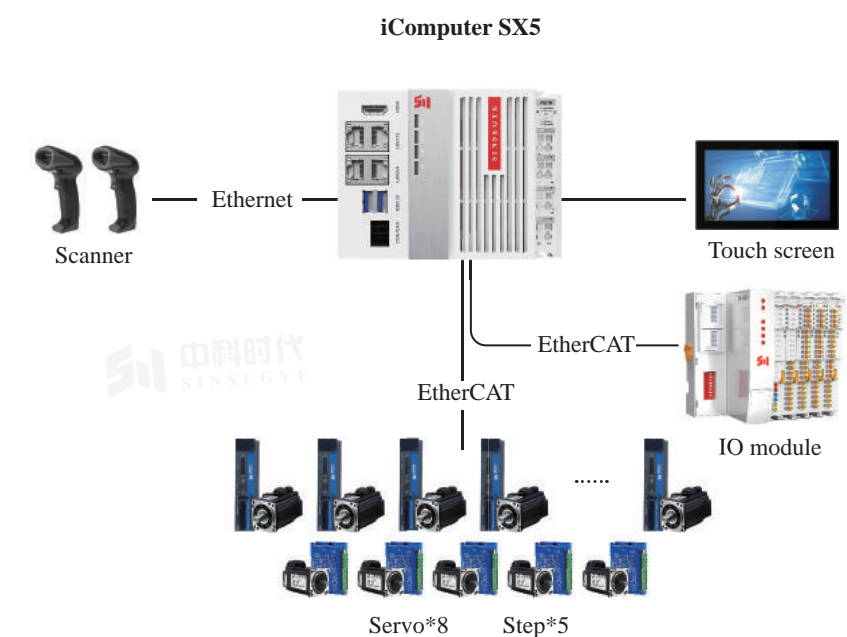 iComputer SX5
SINSEGYE
Ethernet
Scanner
Touch screen
EtherCAT
EtherCAT
IO module
中科时代
SINSEGYE
......
Servo*8 Step*5